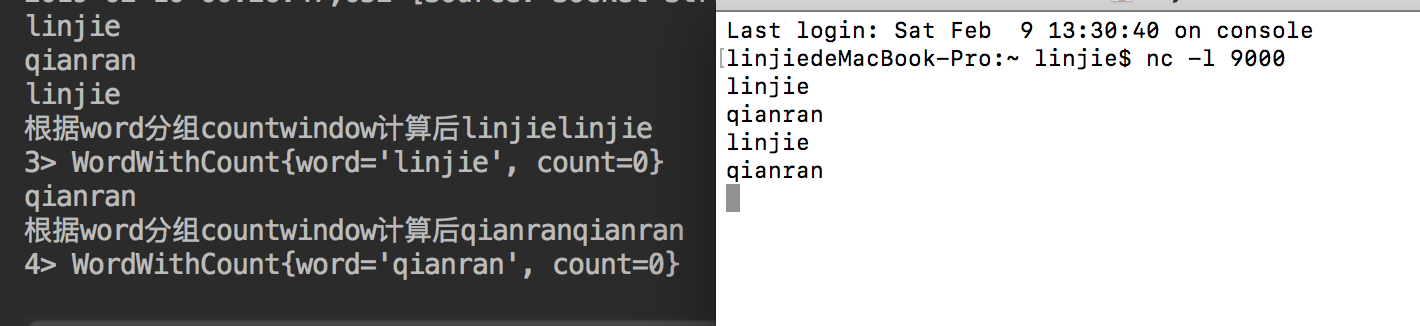 linjie
qianran
linjie
根据word分组countwindow计算后linjielinjie
3> WordWithCount{word='linjie', count=0}
qianran
根据word分组countwindow计算后qianranqianran
4> WordWithCount{word='qianran', count=0}
Last login: Sat Feb  9 13:30:40 on console
[linjiedeMacBook-Pro:~ linjie$ nc -l 9000
linjie
qianran
linjie
qianran